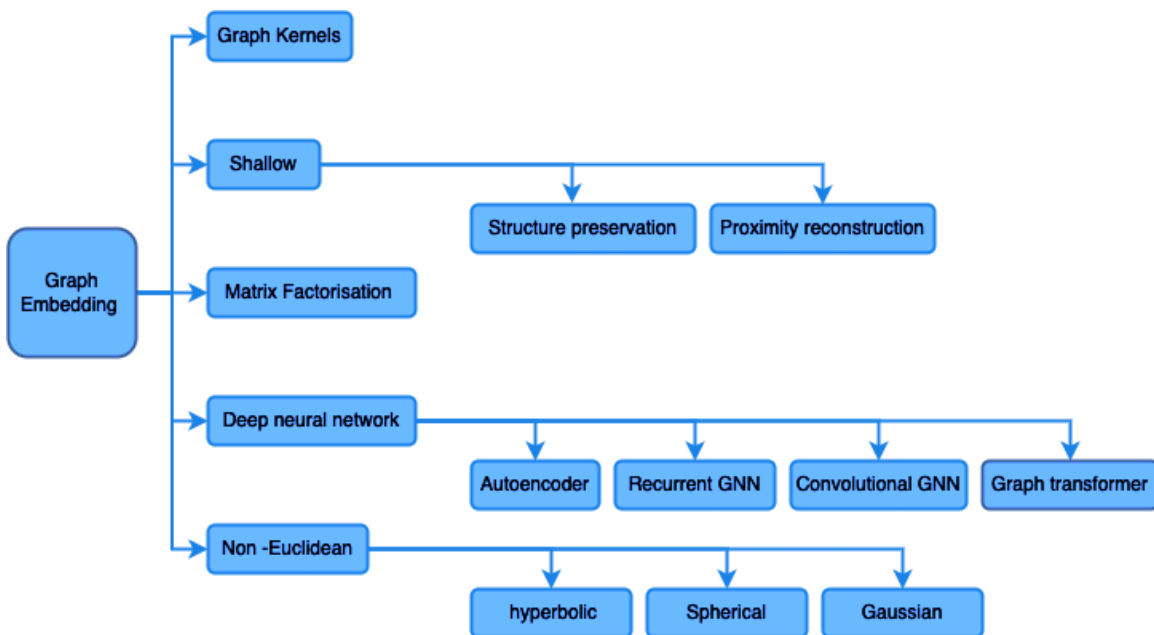 Graph Kernels
Shallow
Structure preservation
Proximity reconstruction
Graph
Embedding
Matrix Factorisation
Deep neural network
Autoencoder
Recurrent GNN
Convolutional GNN
Graph transformer
Non -Euclidean
hyperbolic
Spherical
Gaussian